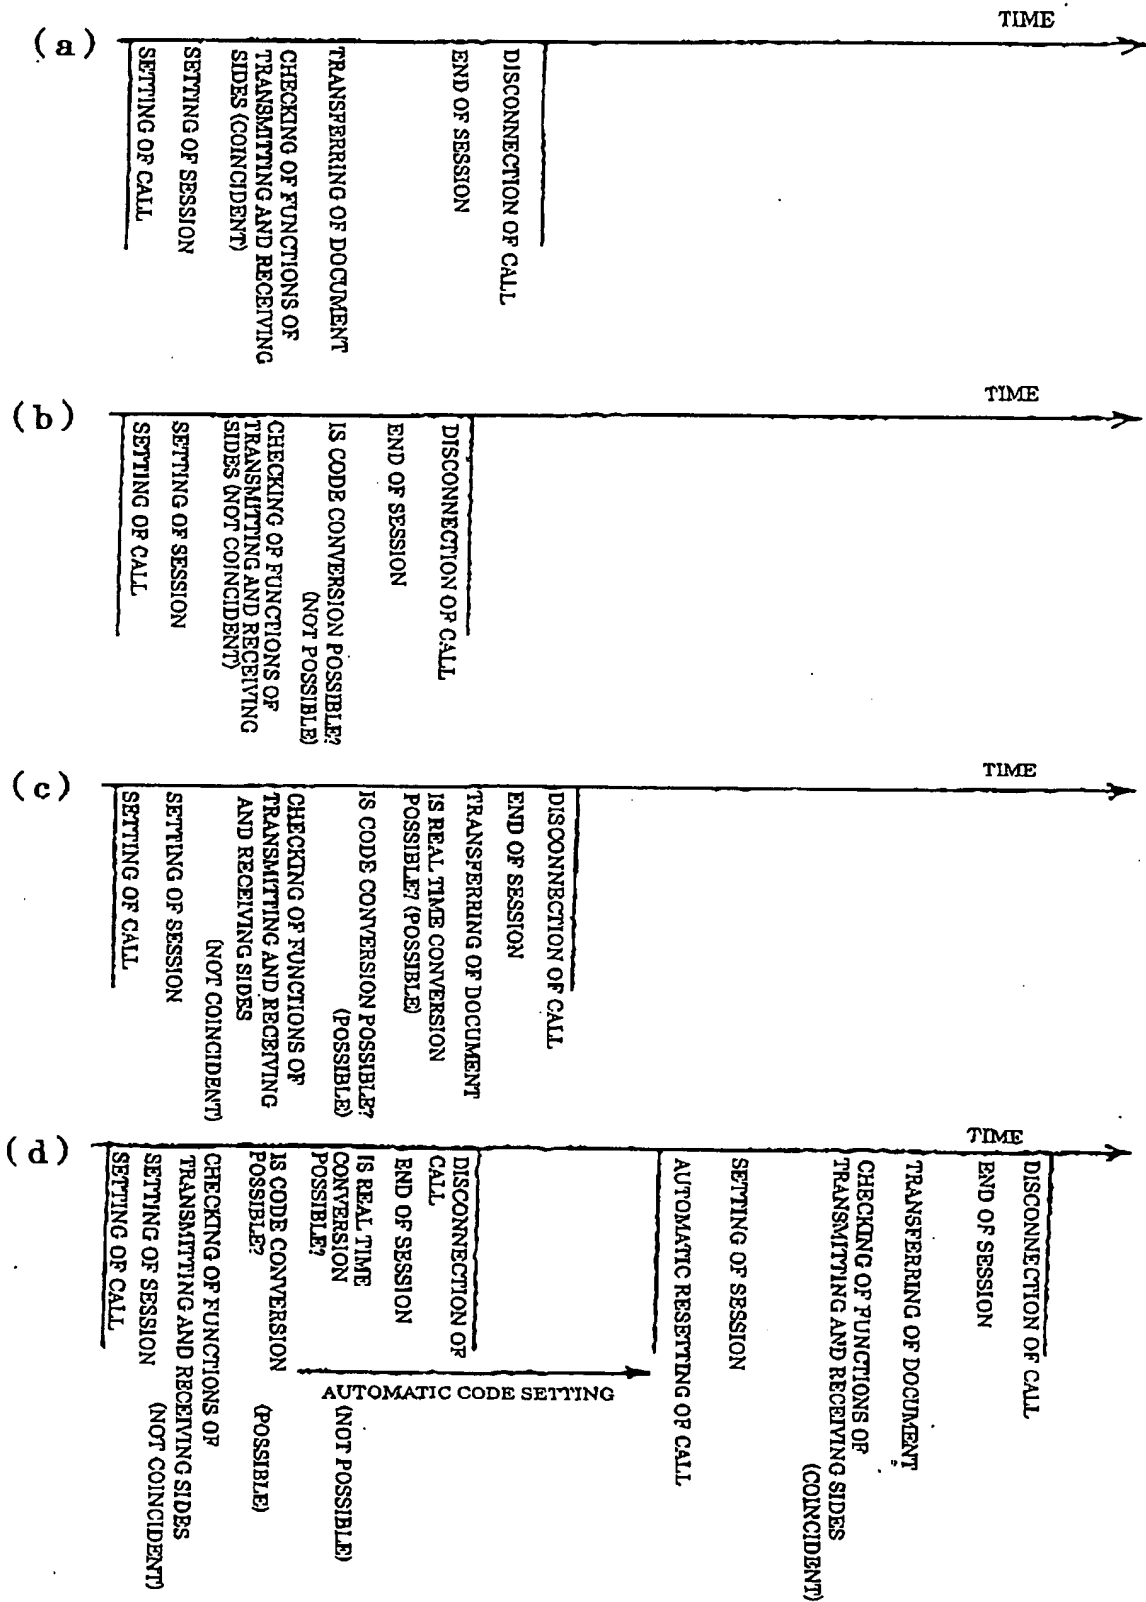 TIME
(a)
SETTING OF CALL
SETTING OF SESSION
CHECKING OF FUNCTIONS OF
TRANSMITTING AND RECEIVING
SIDES (COINCIDENT)
TRANSFERRING OF DOCUMENT
END OF SESSION
DISCONNECTION OF CALL
TIME
(b)
SETTING OF CALL
SETTING OF SESSION
CHECKING OF FUNCTIONS OF
TRANSMITTING AND RECEIVING
SIDES (NOT COINCIDENT)
IS CODE CONVERSION POSSIBLE?
(NOT POSSIBLE)
END OF SESSION
DISCONNECTION OF CALL
TIME
(c)
SETTING OF CALL
SETTING OF SESSION
CHECKING OF FUNCTIONS OF
TRANSMITTING AND RECEIVING
AND RECEIVING SIDES
(NOT COINCIDENT)
IS CODE CONVERSION POSSIBLE?
(POSSIBLE)
IS REAL TIME CONVERSION
POSSIBLE? (POSSIBLE)
TRANSFERRING OF DOCUMENT
END OF SESSION
DISCONNECTION OF CALL
TIME
(d)
SETTING OF CALL
SETTING OF SESSION
CHECKING OF FUNCTIONS OF
TRANSMITTING AND RECEIVING SIDES
(NOT COINCIDENT)
IS CODE CONVERSION
POSSIBLE?
(POSSIBLE)
IS REAL TIME
CONVERSION
POSSIBLE?
(NOT POSSIBLE)
END OF SESSION
DISCONNECTION OF
CALL
AUTOMATIC CODE SETTING
AUTOMATIC RESETTING OF CALL
SETTING OF SESSION
CHECKING OF FUNCTIONS OF
TRANSMITTING AND RECEIVING SIDES
(COINCIDENT)
TRANSFERRING OF DOCUMENT
END OF SESSION
DISCONNECTION OF CALL